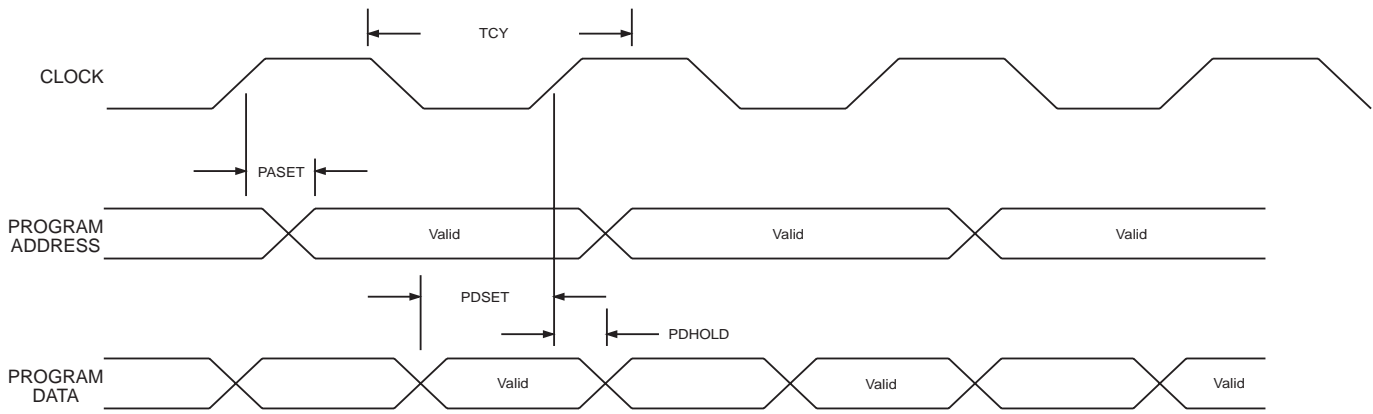 TCY
CLOCK
PASET
PROGRAM
ADDRESS
Valid
Valid
Valid
PDSET
PDHOLD
PROGRAM
DATA
Valid
Valid
Valid